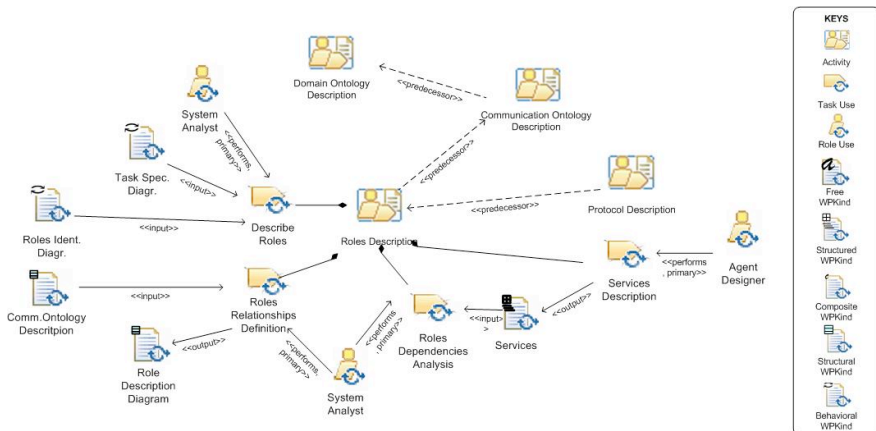 KEYS
Activity
Task Use
Role Use
Free
WPKind
Structured
WPKind
Composite
WPKind
Structural
WPKind
Behavioral
WPKind
Domain Ontology
Description
<<predecessor>>
Communication Ontology
Description
<<predecessor>>
System
Analyst
<<performs,
primary>>
Task Spec.
Diagr.
<<input>>
Describe
Roles
Roles Description
<<predecessor>>
Protocol Description
Roles Ident.
Diagr.
<<input>>
Agent
Designer
<<performs
, primary>>
Services
Description
<<output>>
Comm.Ontology
Descritpion
<<input>>
Roles
Relationships
Definition
<<output>>
Role
Description
Diagram
<<performs,
primary>>
System
Analyst
<<performs
, primary>>
Roles
Dependencies
Analysis
<<input>
>
Services